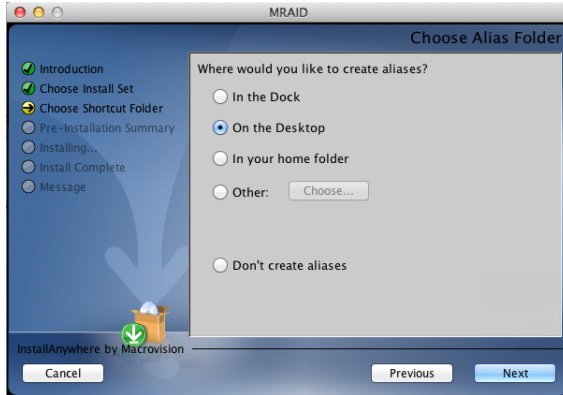 MRAID
Choose Alias Folder
Introduction
Choose Install Set
Choose Shortcut Folder
Pre-Installation Summary
Installing...
Install Complete
Message
Where would you like to create aliases?
In the Dock
On the Desktop
In your home folder
Other:
Choose...
Don't create aliases
InstallAnywhere by Macrovision
Cancel
Previous
Next